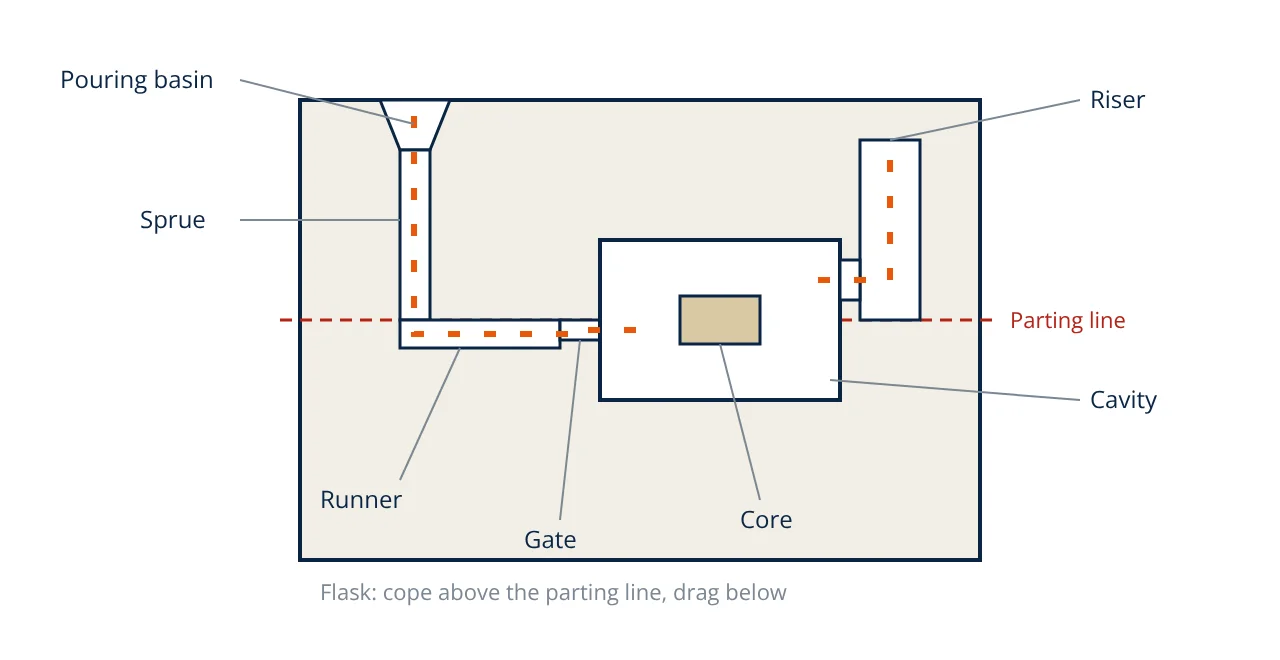 Pouring basin
Riser
Sprue
Parting line
Cavity
Runner
Core
Gate
Flask: cope above the parting line, drag below